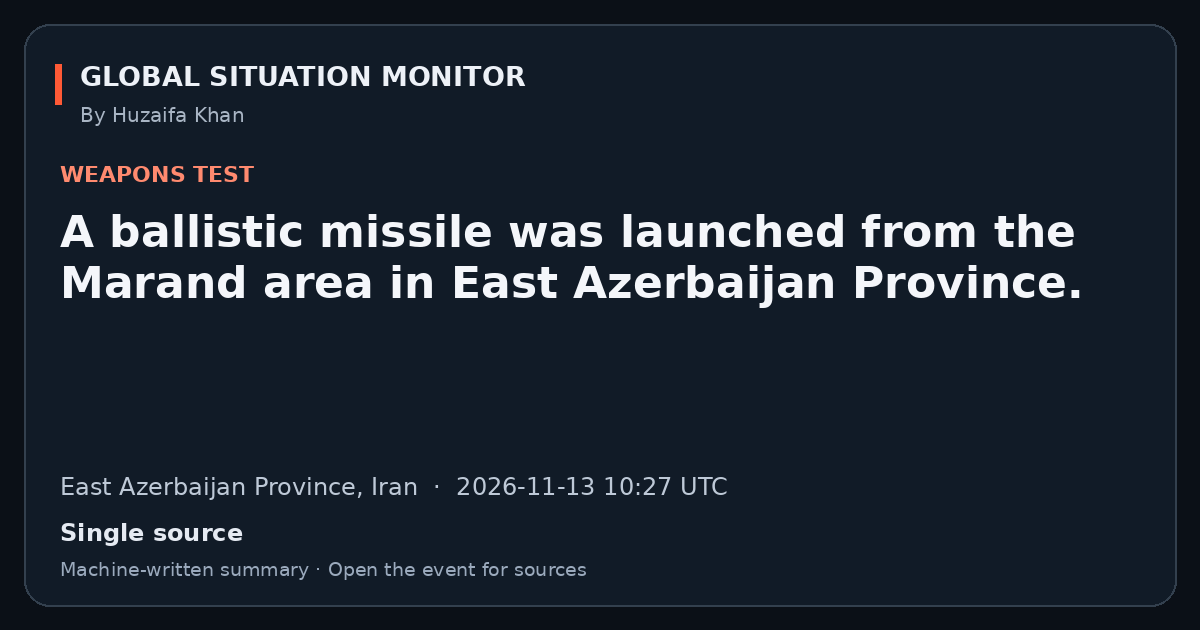 GLOBAL SITUATION MONITOR
By Huzaifa Khan
WEAPONS TEST
A ballistic missile was launched from the
Marand area in East Azerbaijan Province.
East Azerbaijan Province, Iran · 2026-11-13 10:27 UTC
Single source
Machine-written summary · Open the event for sources